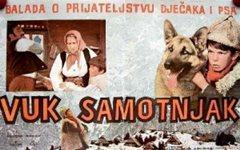 BALADA O PRIJATELJSTVU DJEČAKA I PSA
VUK SAMOTNJAK